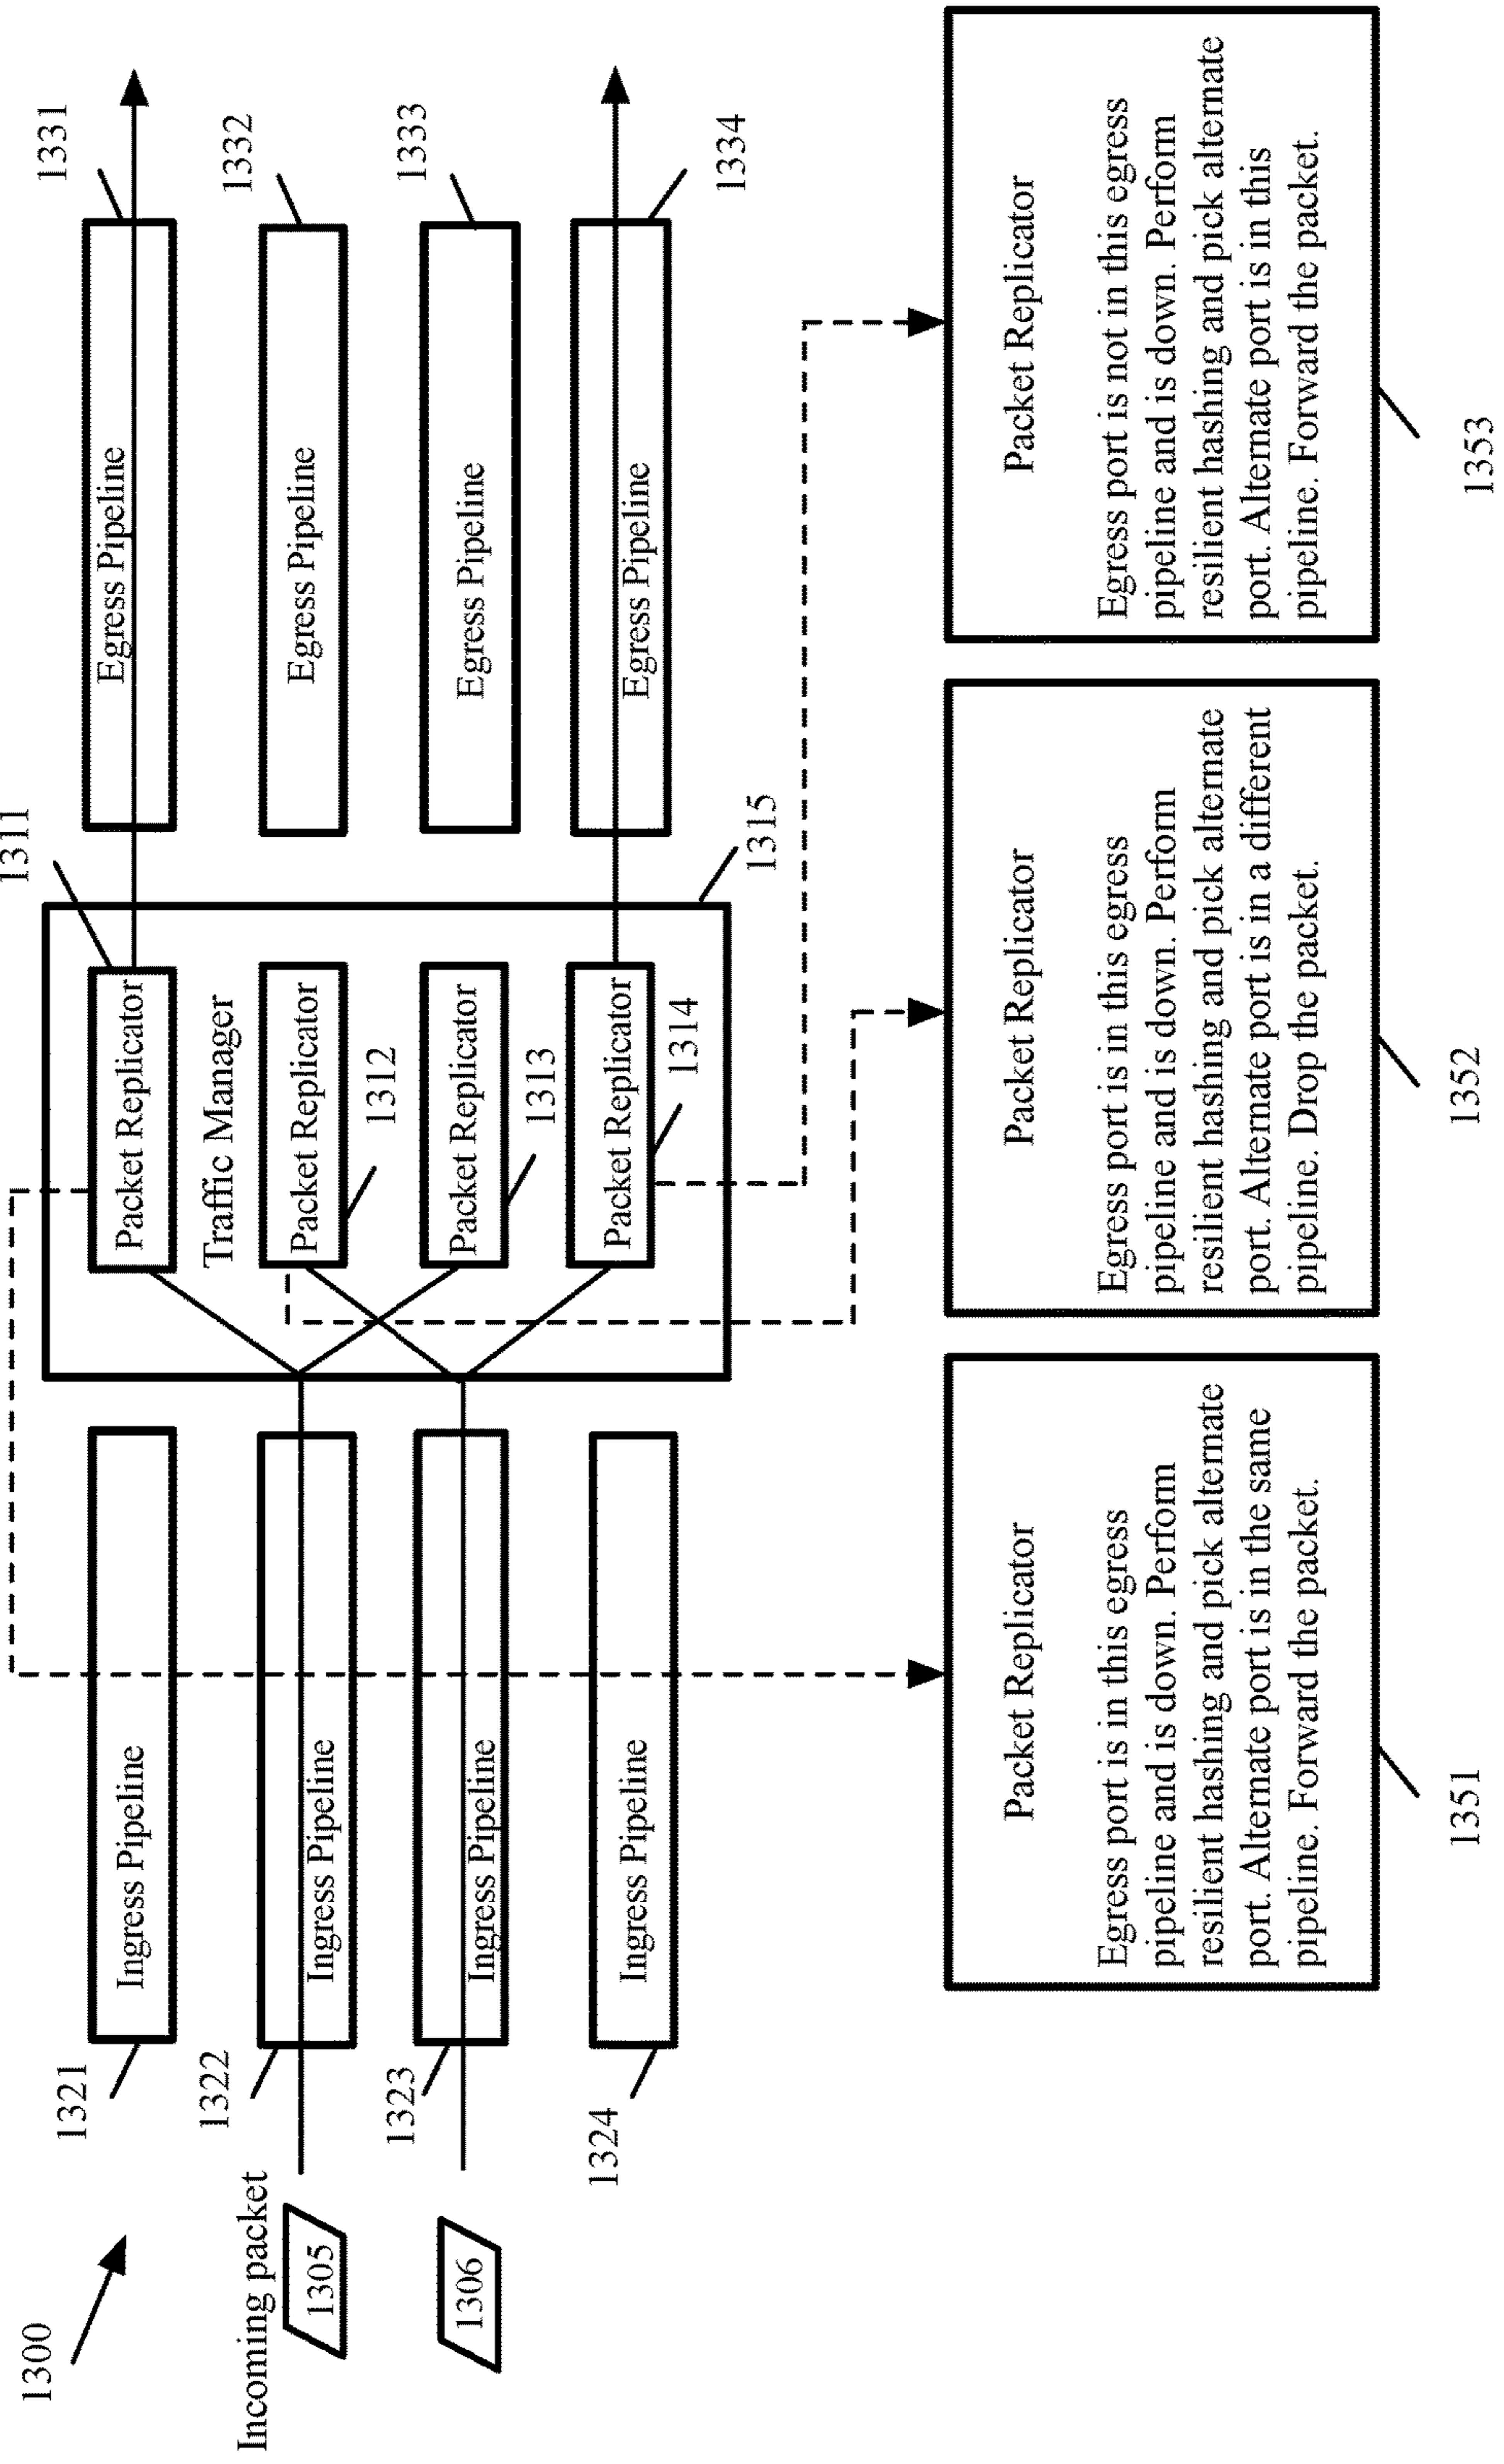 1300
Incoming packet
1305
1306
1321
Ingress Pipeline
1322
Ingress Pipeline
1323
Ingress Pipeline
1324
Ingress Pipeline
1311
Packet Replicator
Traffic Manager
Packet Replicator
1312
Packet Replicator
1313
Packet Replicator
1314
1315
1331
Egress Pipeline
1332
Egress Pipeline
1333
Egress Pipeline
1334
Egress Pipeline
Packet Replicator
Egress port is in this egress
pipeline and is down. Perform
resilient hashing and pick alternate
port. Alternate port is in the same
pipeline. Forward the packet.
1351
Packet Replicator
Egress port is in this egress
pipeline and is down. Perform
resilient hashing and pick alternate
port. Alternate port is in a different
pipeline. Drop the packet.
1352
Packet Replicator
Egress port is not in this egress
pipeline and is down. Perform
resilient hashing and pick alternate
port. Alternate port is in this
pipeline. Forward the packet.
1353